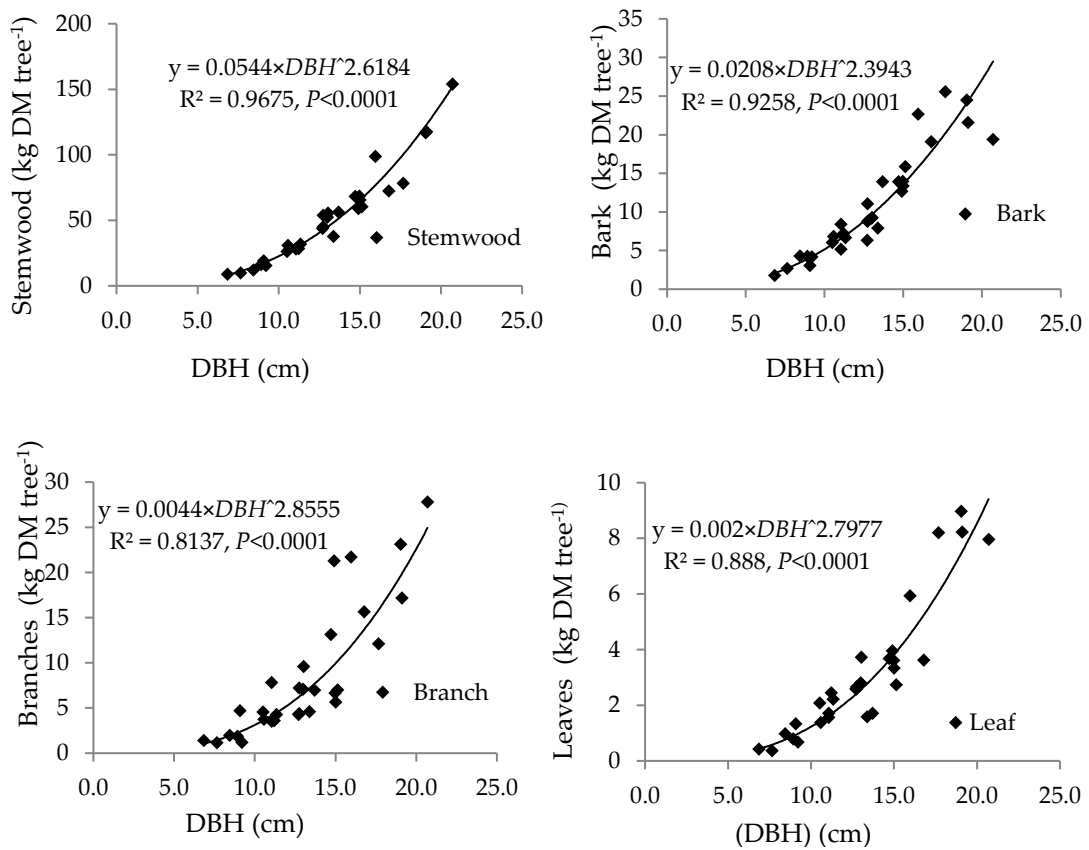 Stemwood (kg DM tree⁻¹)
200
150
100
50
0
y = 0.0544×DBH^2.6184
R² = 0.9675, P<0.0001
Stemwood
0.0 5.0 10.0 15.0 20.0 25.0
DBH (cm)
Bark (kg DM tree⁻¹)
35
30
25
20
15
10
5
0
y = 0.0208×DBH^2.3943
R² = 0.9258, P<0.0001
Bark
0.0 5.0 10.0 15.0 20.0 25.0
DBH (cm)
Branches (kg DM tree⁻¹)
30
25
20
15
10
5
0
y = 0.0044×DBH^2.8555
R² = 0.8137, P<0.0001
Branch
0.0 5.0 10.0 15.0 20.0 25.0
DBH (cm)
Leaves (kg DM tree⁻¹⁾
10
8
6
4
2
0
y = 0.002×DBH^2.7977
R² = 0.888, P<0.0001
Leaf
0.0 5.0 10.0 15.0 20.0 25.0
(DBH) (cm)